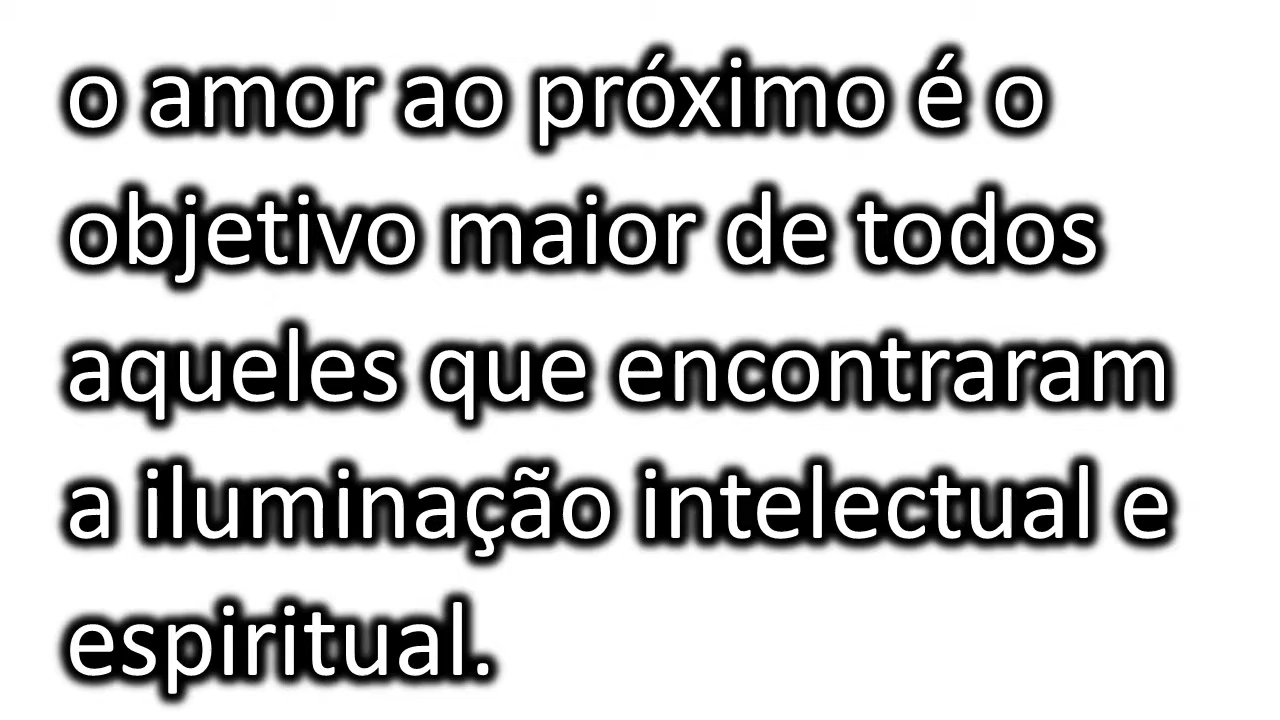 o amor ao próximo é o
objetivo maior de todos
aqueles que encontraram
a iluminação intelectual e
espiritual.